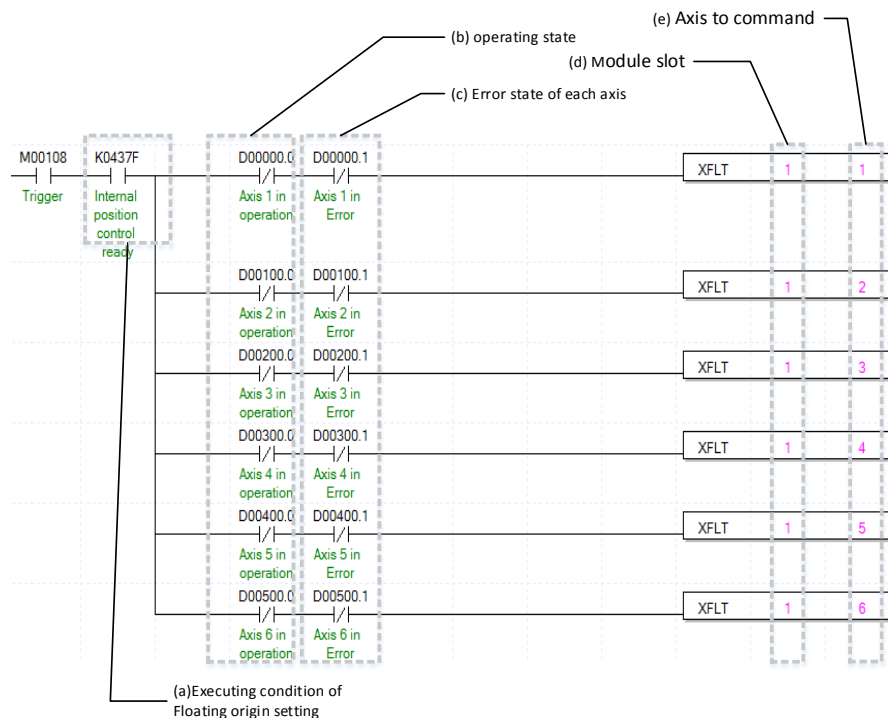 (e) Axis to command
(b) operating state
(d) Module slot
(c) Error state of each axis
M00108 K0437F D00000.0 D00000.1
XFLT 1 1
Trigger Internal position control ready Axis 1 in operation Axis 1 in Error
D00100.0 D00100.1
XFLT 1 2
Axis 2 in operation Axis 2 in Error
D00200.0 D00200.1
XFLT 1 3
Axis 3 in operation Axis 3 in Error
D00300.0 D00300.1
XFLT 1 4
Axis 4 in operation Axis 4 in Error
D00400.0 D00400.1
XFLT 1 5
Axis 5 in operation Axis 5 in Error
D00500.0 D00500.1
XFLT 1 6
Axis 6 in operation Axis 6 in Error
(a)Executing condition of
Floating origin setting